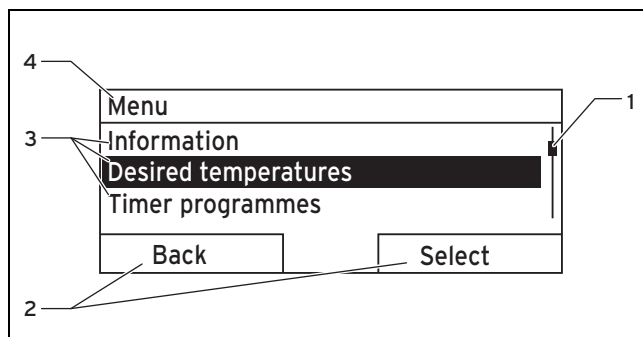 4
Menu
1
3
Information
Desired temperatures
Timer programmes
Back Select
2